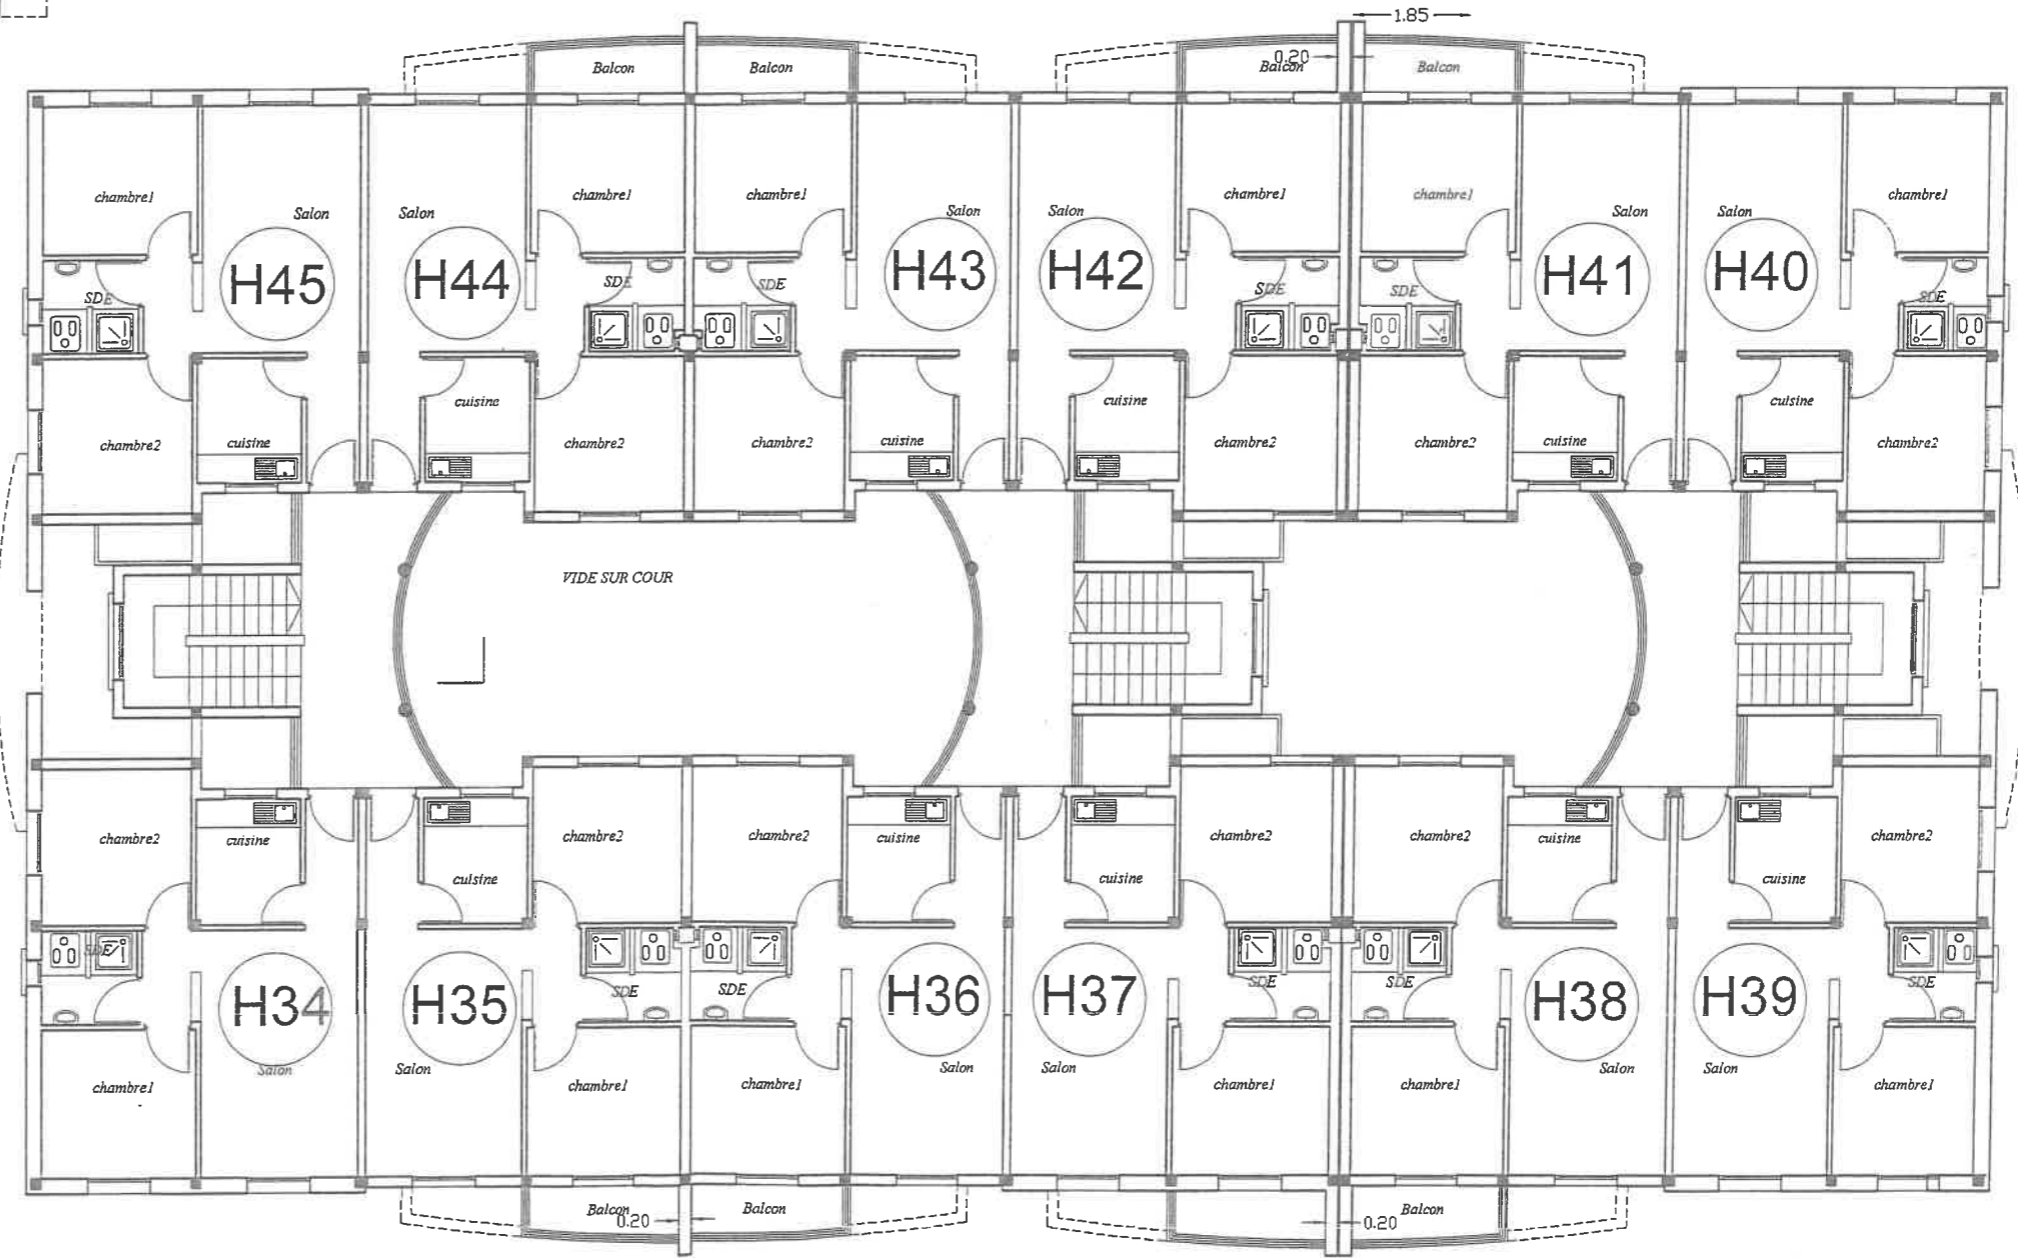 1.85
0.20
Balcon Balcon Balcon Balcon
chambre1 Salon Salon chambre1 chambre1 Salon Salon chambre1 chambre1 Salon Salon chambre1
H45 H44 H43 H42 H41 H40
SDE SDE SDE SDE SDE SDE
cuisine cuisine cuisine
chambre2 cuisine chambre2 chambre2 cuisine chambre2 chambre2 cuisine chambre2
VIDE SUR COUR
chambre2 cuisine chambre2 chambre2 cuisine chambre2 chambre2 cuisine chambre2
cuisine cuisine cuisine
SDE SDE SDE SDE SDE SDE
H34 H35 H36 H37 H38 H39
Salon Salon Salon Salon Salon Salon
chambre1 chambre1 chambre1 chambre1 chambre1 chambre1
Balcon Balcon Balcon
0.20 0.20